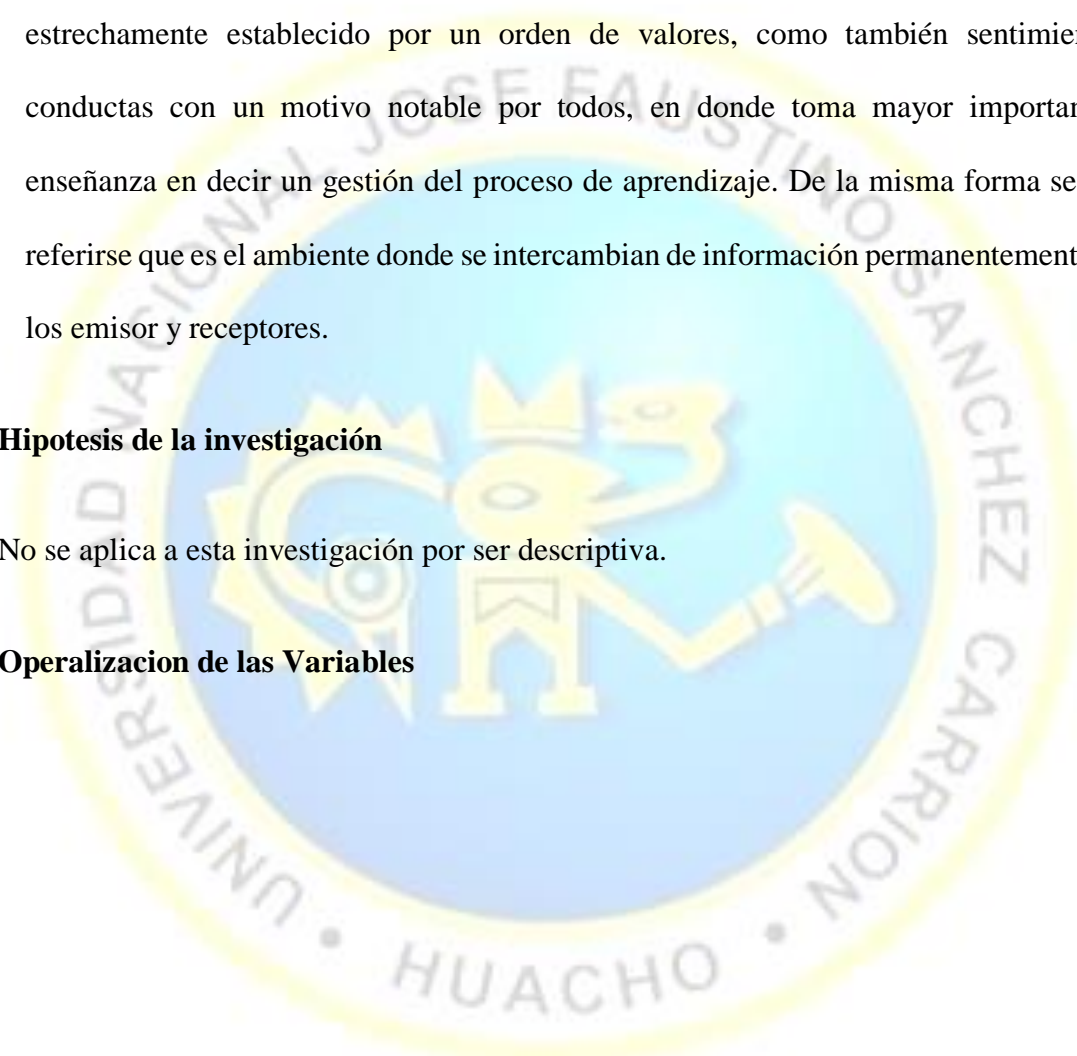 estrechamente establecido por un orden de valores, como también
conductas con un motivo notable por todos, en donde toma mayor
enseñanza en decir un gestión del proceso de aprendizaje. De la misma forma se
referirse que es el ambiente donde se intercambian de información
los emisor y receptores.
Hipotesis de la investigación
No se aplica a esta investigación por ser descriptiva.
Operalizacion de las Variables
UNIVERSIDAD NACIONAL JOSE FAUSTINO SANCHEZ CARRION • HUACHO •